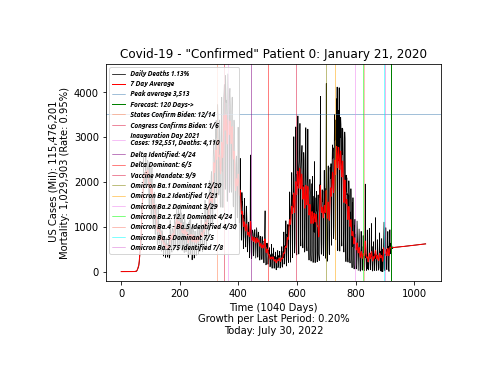 Covid-19 - "Confirmed" Patient 0: January 21, 2020
US Cases (Mil): 115,476,201
Mortality: 1,029,903 (Rate: 0.95%)
4000
3000
2000
1000
0
Daily Deaths 1.13%
7 Day Average
Peak average 3,513
Forecast: 120 Days->
States Confirm Biden: 12/14
Congress Confirms Biden: 1/6
Inauguration Day 2021
Cases: 192,551, Deaths: 4,110
Delta Identified: 4/24
Delta Dominant: 6/5
Vaccine Mandate: 9/9
Omicron Ba.1 Dominant 12/20
Omicron Ba.2 Identified 1/21
Omicron Ba.2 Dominant 3/29
Omicron Ba.2.12.1 Dominant 4/24
Omicron Ba.4 - Ba.5 Identified 4/30
Omicron Ba.5 Dominant 7/5
Omicron Ba.2.75 Identified 7/8
0 200 400 600 800 1000
Time (1040 Days)
Growth per Last Period: 0.20%
Today: July 30, 2022